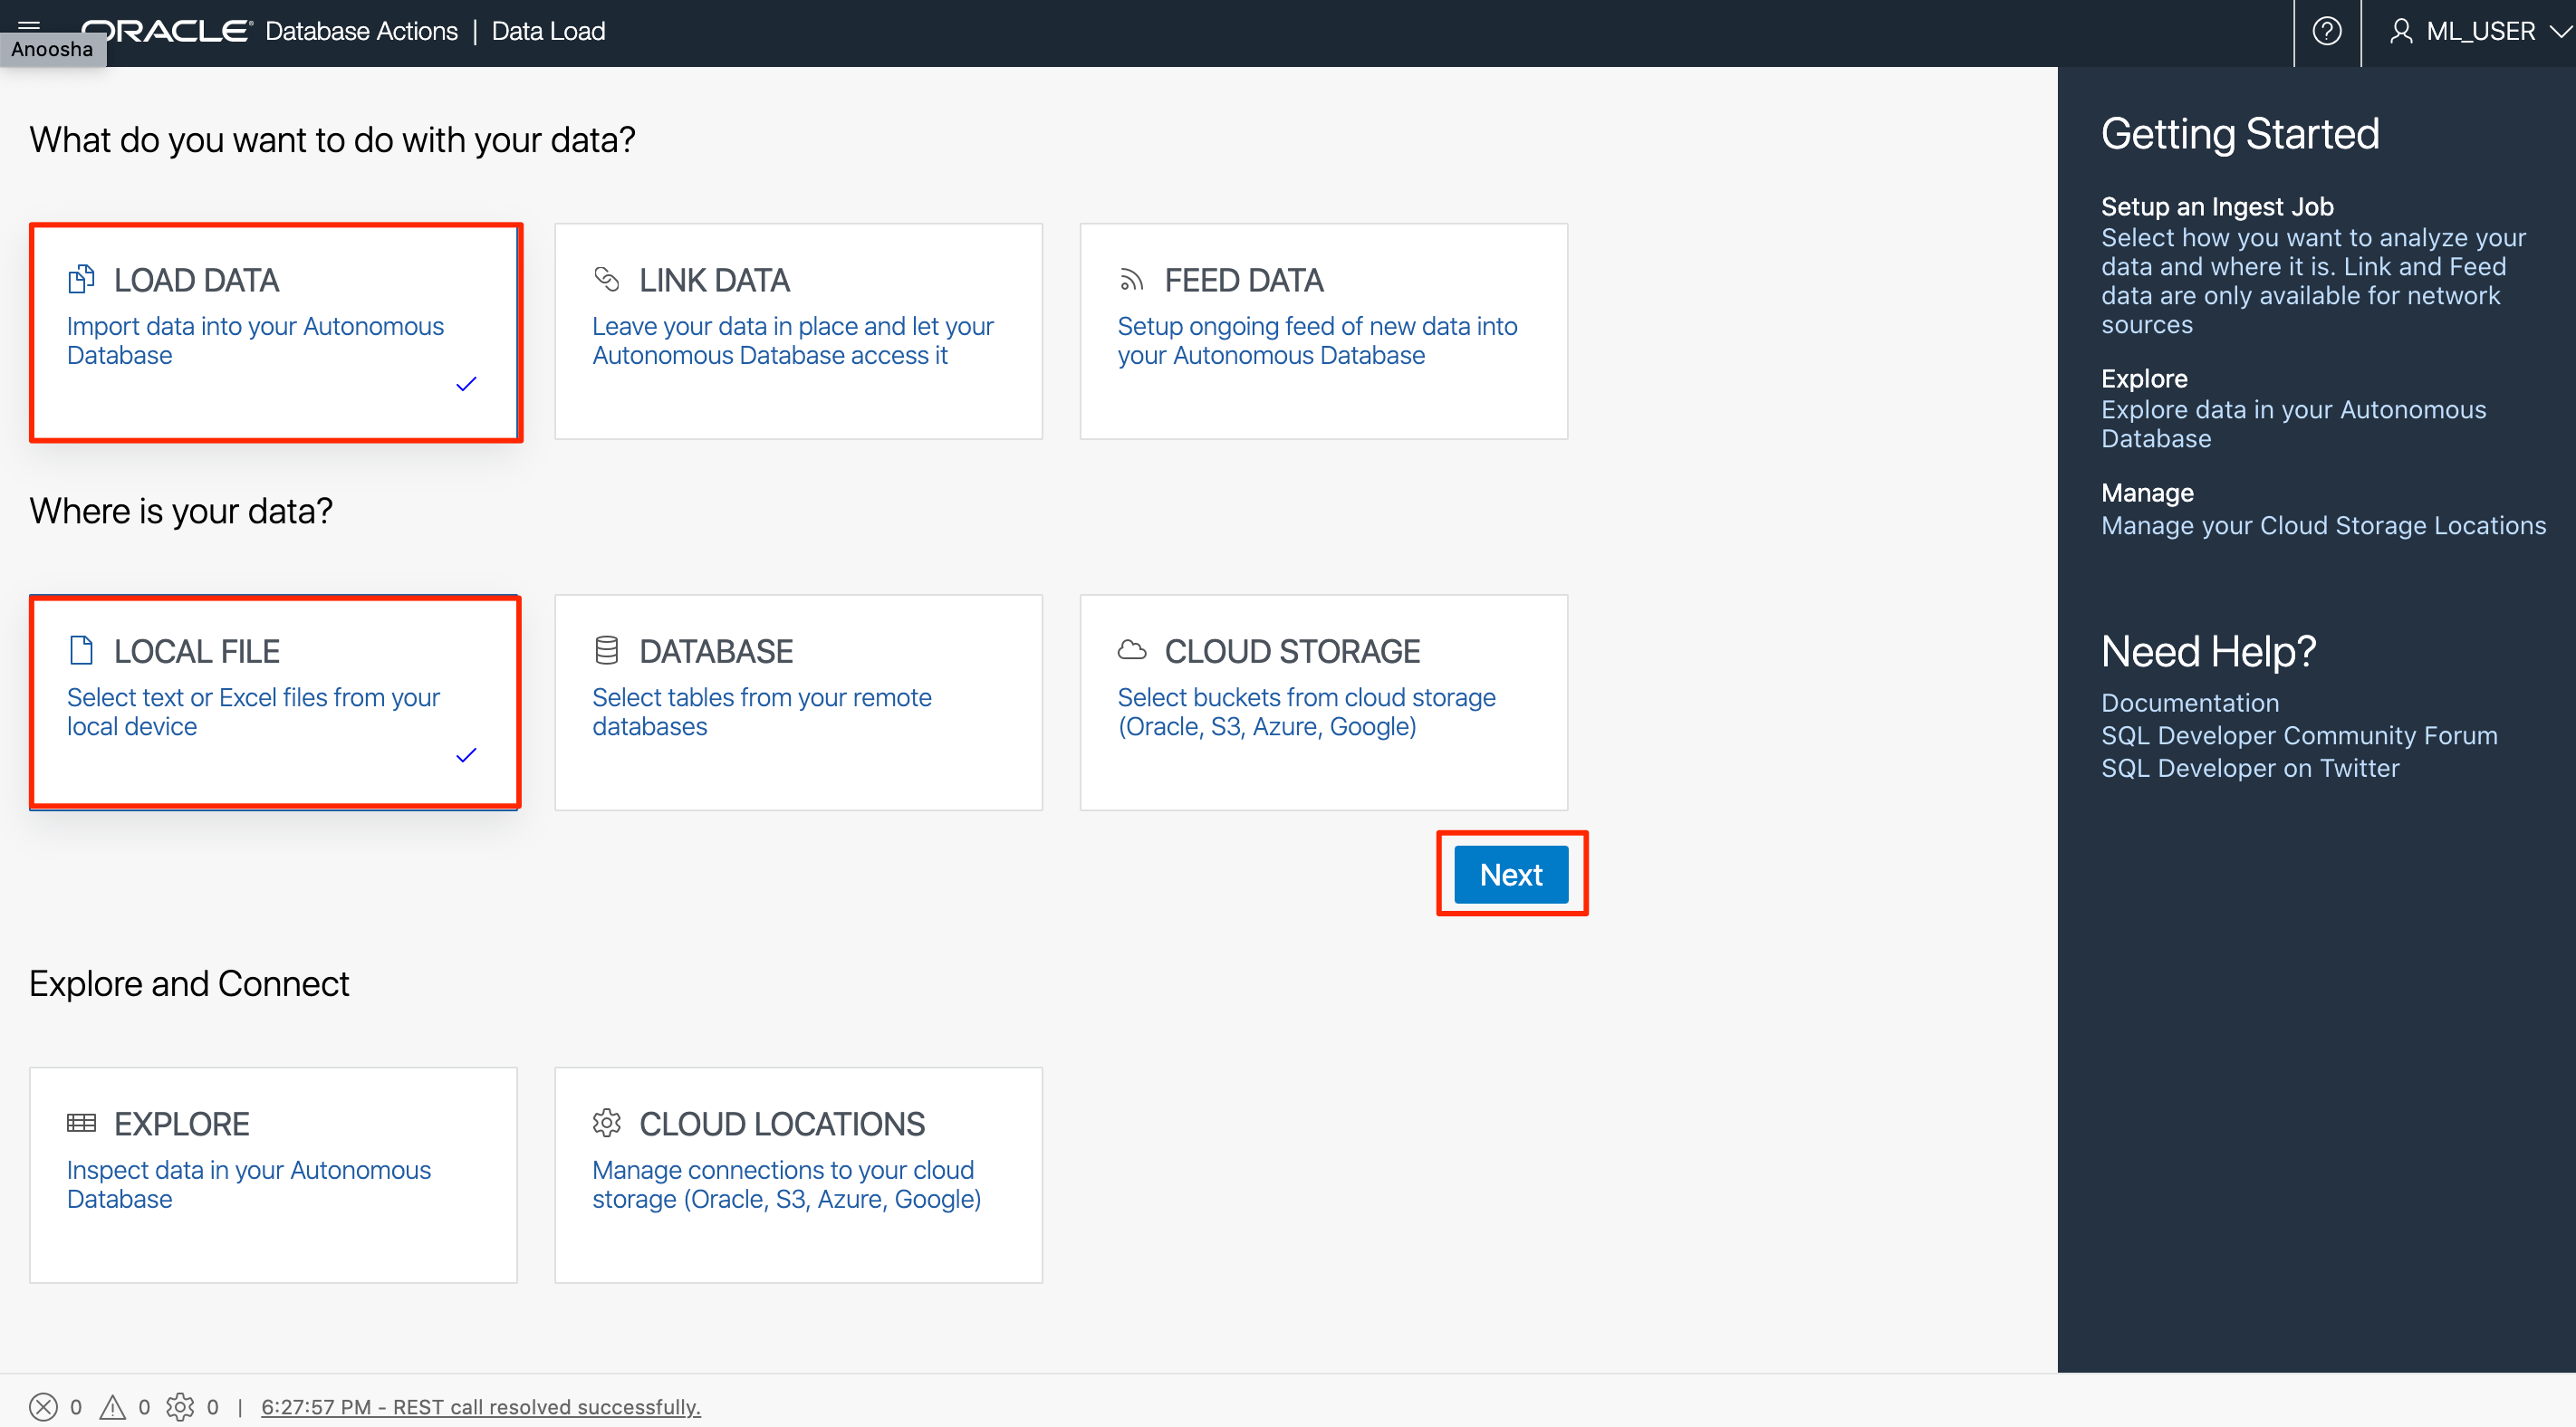 ORACLE® Database Actions | Data Load
ML_USER
Anoosha
What do you want to do with your data?
LOAD DATA
Import data into your Autonomous
Database
LINK DATA
Leave your data in place and let your
Autonomous Database access it
FEED DATA
Setup ongoing feed of new data into
your Autonomous Database
Where is your data?
LOCAL FILE
Select text or Excel files from your
local device
DATABASE
Select tables from your remote
databases
CLOUD STORAGE
Select buckets from cloud storage
(Oracle, S3, Azure, Google)
Next
Explore and Connect
EXPLORE
Inspect data in your Autonomous
Database
CLOUD LOCATIONS
Manage connections to your cloud
storage (Oracle, S3, Azure, Google)
Getting Started
Setup an Ingest Job
Select how you want to analyze your
data and where it is. Link and Feed
data are only available for network
sources
Explore
Explore data in your Autonomous
Database
Manage
Manage your Cloud Storage Locations
Need Help?
Documentation
SQL Developer Community Forum
SQL Developer on Twitter
0 0 0 | 6:27:57 PM - REST call resolved successfully.